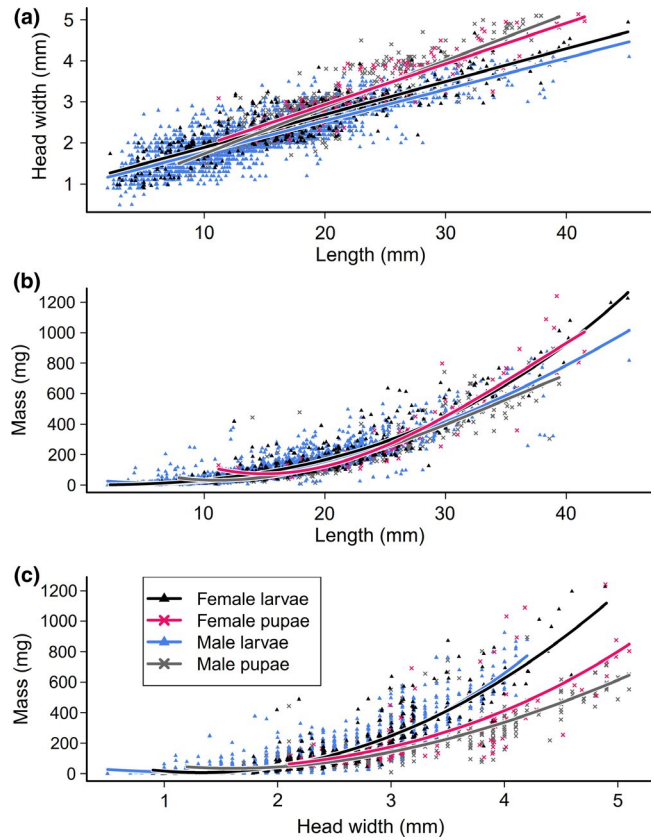 (a)
5
4
3
2
1
Head width (mm)
10 20 30 40
Length (mm)
(b)
1200
1000
800
600
400
200
0
Mass (mg)
10 20 30 40
Length (mm)
(c)
1200
1000
800
600
400
200
0
Mass (mg)
Female larvae
Female pupae
Male larvae
Male pupae
1 2 3 4 5
Head width (mm)